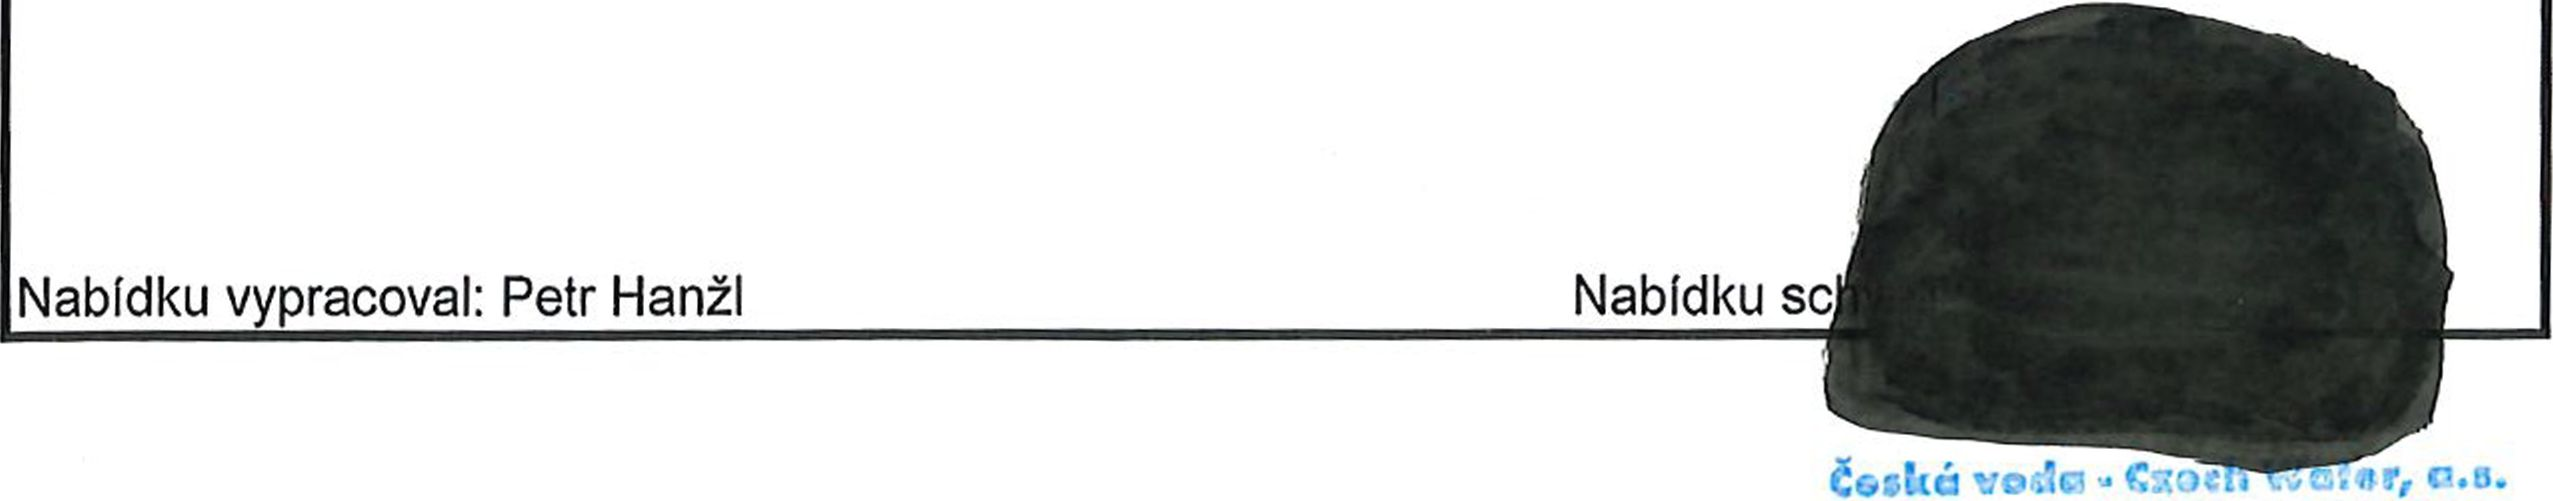 Nabídku vypracoval: Petr Hanžl
Nabídku sch
Česká voda - Czech Water, a.s.